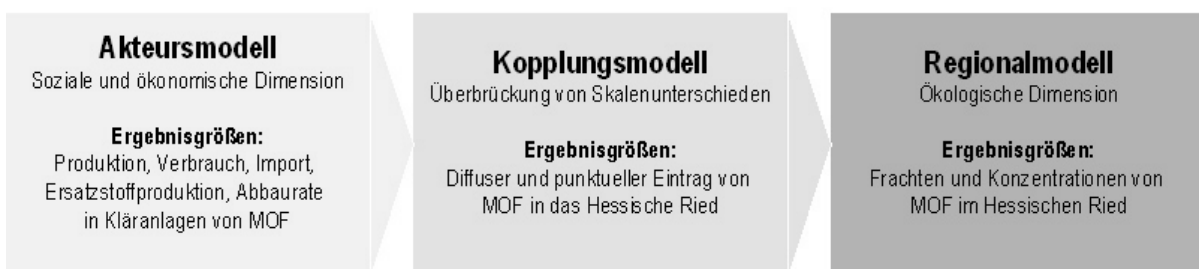 Akteursmodell
Soziale und ökonomische Dimension
Ergebnisgrößen:
Produktion, Verbrauch, Import,
Ersatzstoffproduktion, Abbaurate
in Kläranlagen von MOF
Kopplungsmodell
Überbrückung von Skalenunterschieden
Ergebnisgrößen:
Diffuser und punktueller Eintrag von
MOF in das Hessische Ried
Regionalmodell
Ökologische Dimension
Ergebnisgrößen:
Frachten und Konzentrationen von
MOF im Hessischen Ried